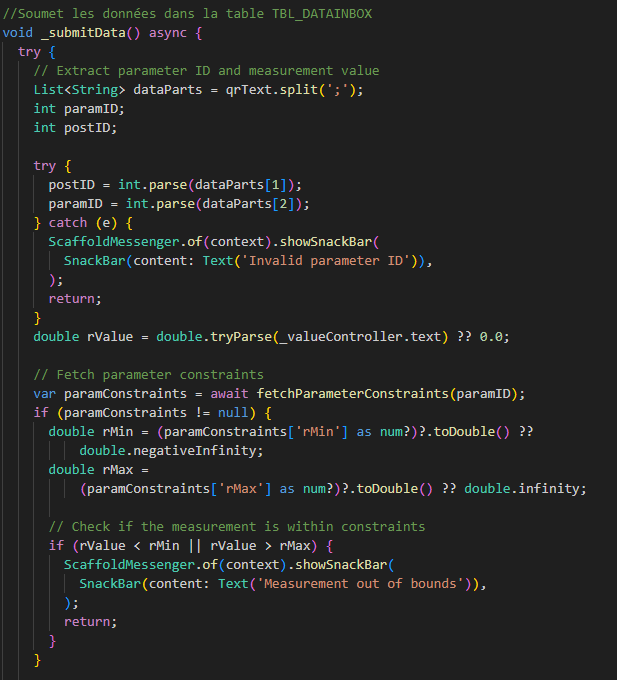 //Soumet les données dans la table TBL_DATAINBOX
void _submitData() async {
  try {
    // Extract parameter ID and measurement value
    List<String> dataParts = qrText.split(';');
    int paramID;
    int postID;

    try {
      postID = int.parse(dataParts[1]);
      paramID = int.parse(dataParts[2]);
    } catch (e) {
      ScaffoldMessenger.of(context).showSnackBar(
        SnackBar(content: Text('Invalid parameter ID')),
      );
      return;
    }
    double rValue = double.tryParse(_valueController.text) ?? 0.0;

    // Fetch parameter constraints
    var paramConstraints = await fetchParameterConstraints(paramID);
    if (paramConstraints != null) {
      double rMin = (paramConstraints['rMin'] as num?)?.toDouble() ??
          double.negativeInfinity;
      double rMax =
          (paramConstraints['rMax'] as num?)?.toDouble() ?? double.infinity;

      // Check if the measurement is within constraints
      if (rValue < rMin || rValue > rMax) {
        ScaffoldMessenger.of(context).showSnackBar(
          SnackBar(content: Text('Measurement out of bounds')),
        );
        return;
      }
    }